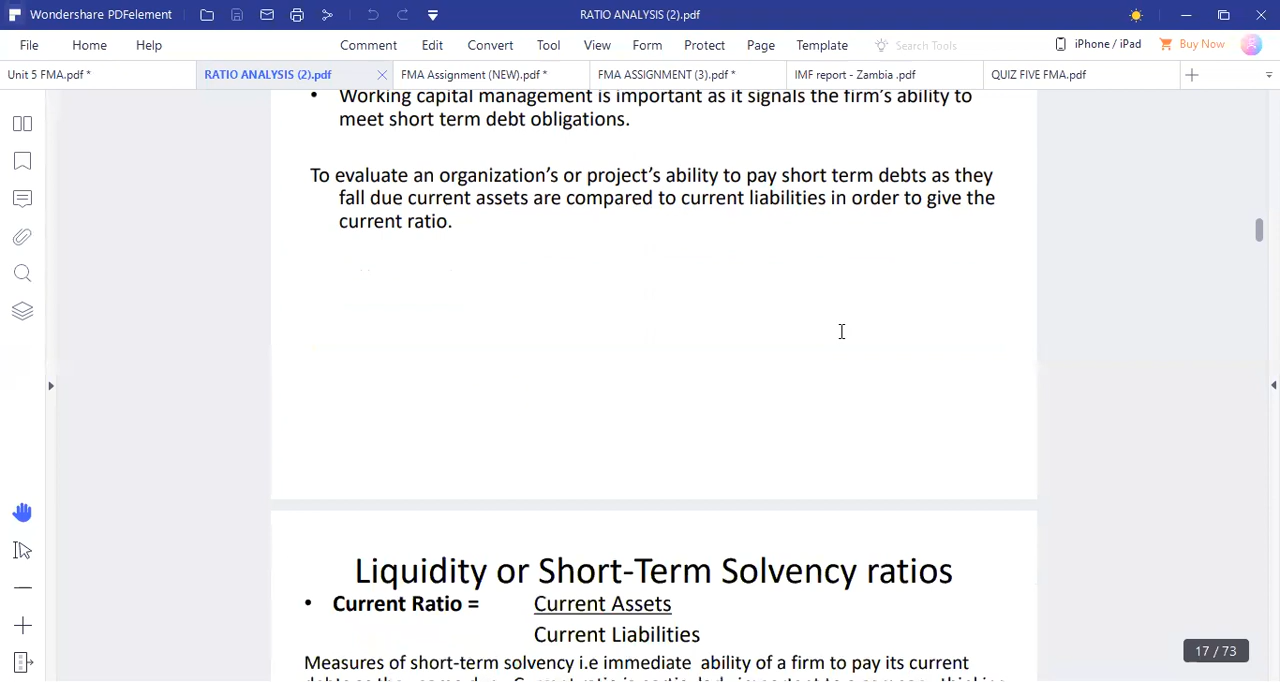 Wondershare PDFelement
RATIO ANALYSIS (2).pdf
File Home Help Comment Edit Convert Tool View Form Protect Page Template Search Tools iPhone / iPad Buy Now
Unit 5 FMA.pdf * RATIO ANALYSIS (2).pdf FMA Assignment (NEW).pdf * FMA ASSIGNMENT (3).pdf * IMF report - Zambia .pdf QUIZ FIVE FMA.pdf
• Working capital management is important as it signals the firm's ability to
meet short term debt obligations.
To evaluate an organization's or project's ability to pay short term debts as they
fall due current assets are compared to current liabilities in order to give the
current ratio.
Liquidity or Short-Term Solvency ratios
• Current Ratio = Current Assets
Current Liabilities
Measures of short-term solvency i.e immediate ability of a firm to pay its current
17 / 73